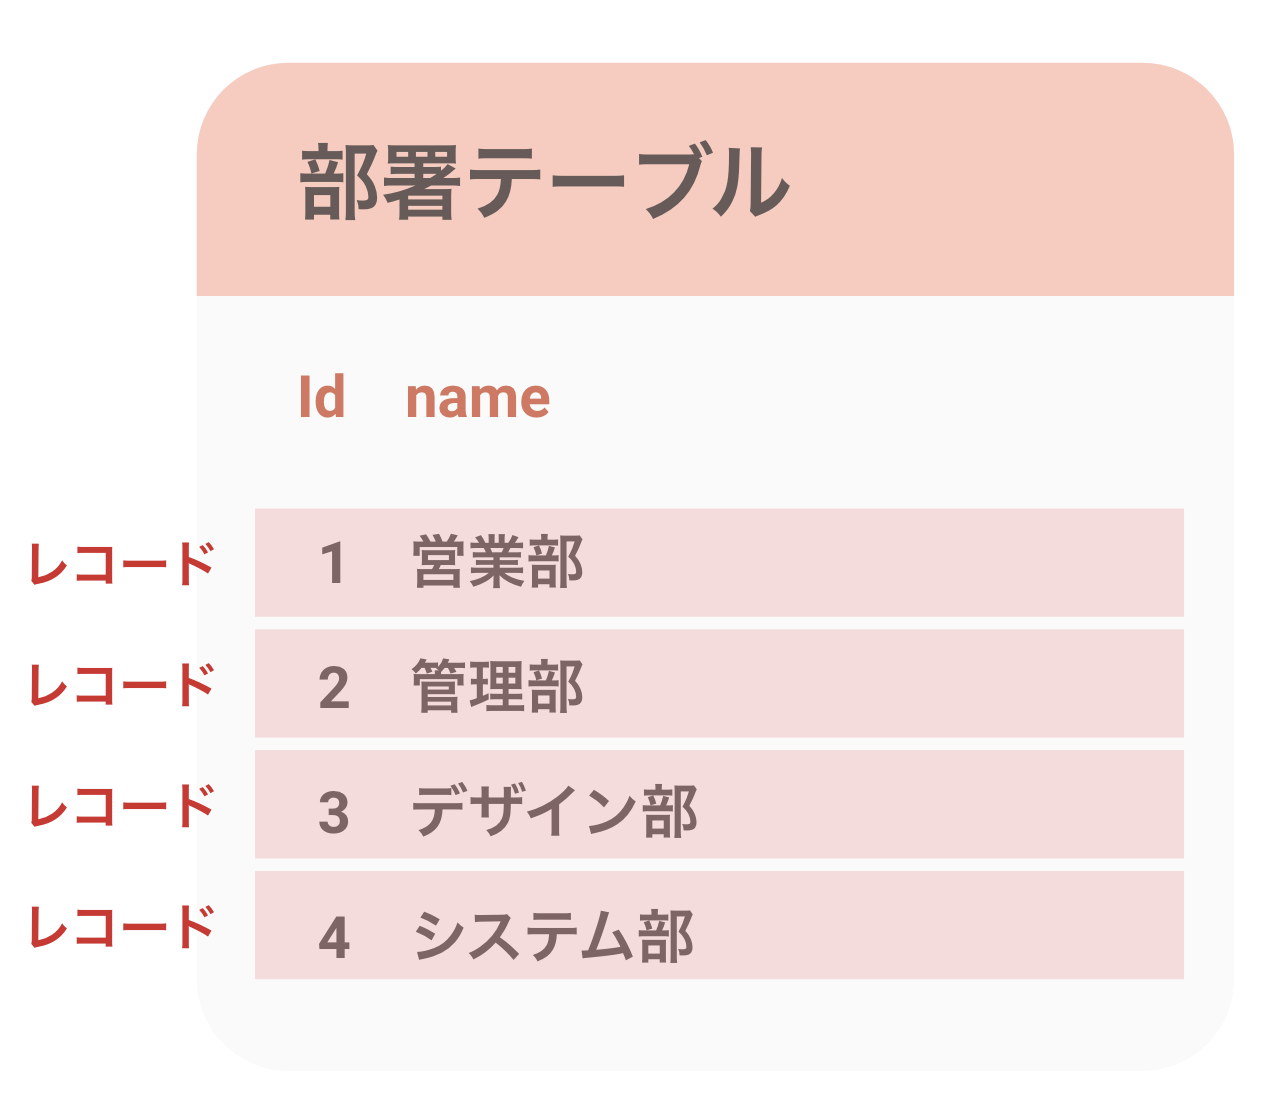 部署テーブル
Id name
レコード 1 営業部
レコード 2 管理部
レコード 3 デザイン部
レコード 4 システム部